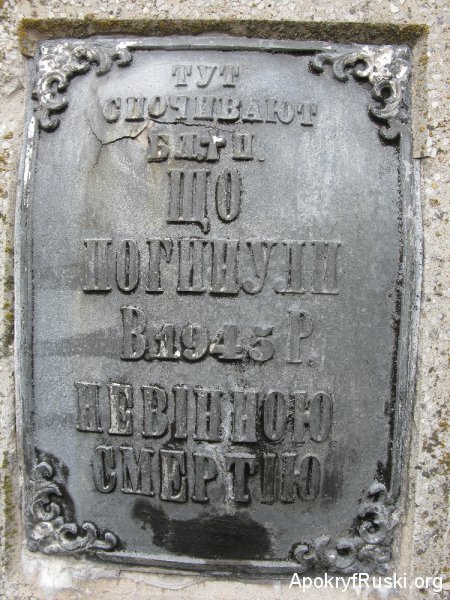 ТУТ
СПОЧИВАЮТ
ЩО
ПОГИНУЛИ
В.1945 Р.
НЕВІННОЮ
СМЕРТІЮ
ApokryfRuski.org